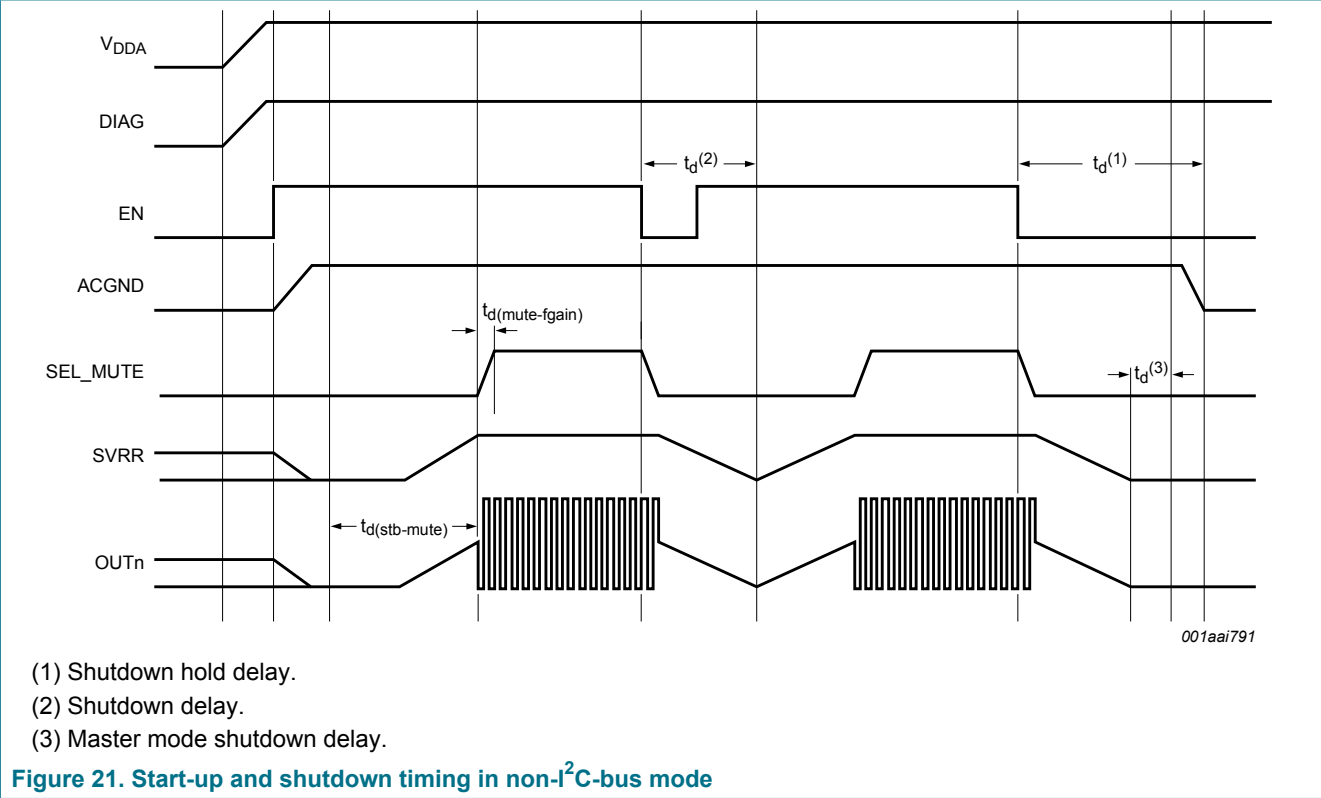 VDDA
DIAG
td(2)
td(1)
EN
ACGND
td(mute-fgain)
SEL_MUTE
td(3)
SVRR
td(stb-mute)
OUTn
001aai791
(1) Shutdown hold delay.
(2) Shutdown delay.
(3) Master mode shutdown delay.
Figure 21. Start-up and shutdown timing in non-I2C-bus mode